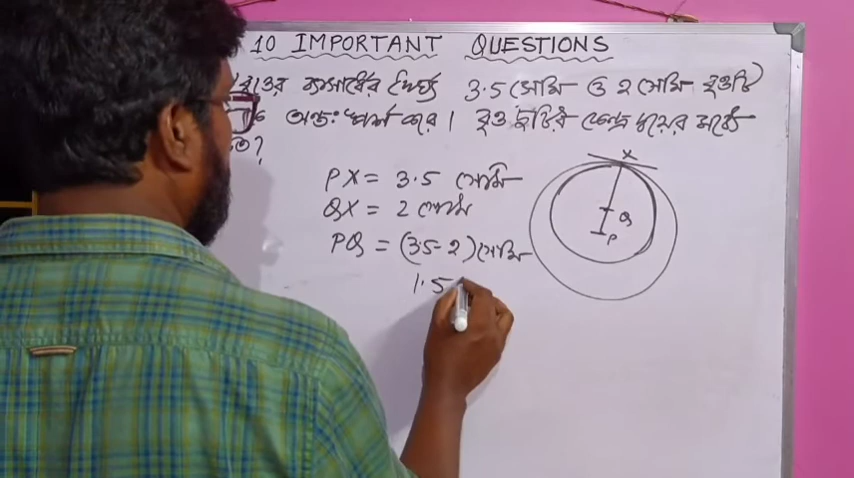 10 IMPORTANT QUESTIONS
বৃত্তের ব্যাসার্ধের দৈর্ঘ্য 3.5 সেমি ও 2 সেমি বৃত্তটি
অন্তঃস্পর্শ করে। বৃত্ত দুটির কেন্দ্র দ্বয়ের মধ্যে
?
PX = 3.5 সেমি
QX = 2 সেমি
PQ = (3.5 - 2) সেমি
1.5
X
Q
P